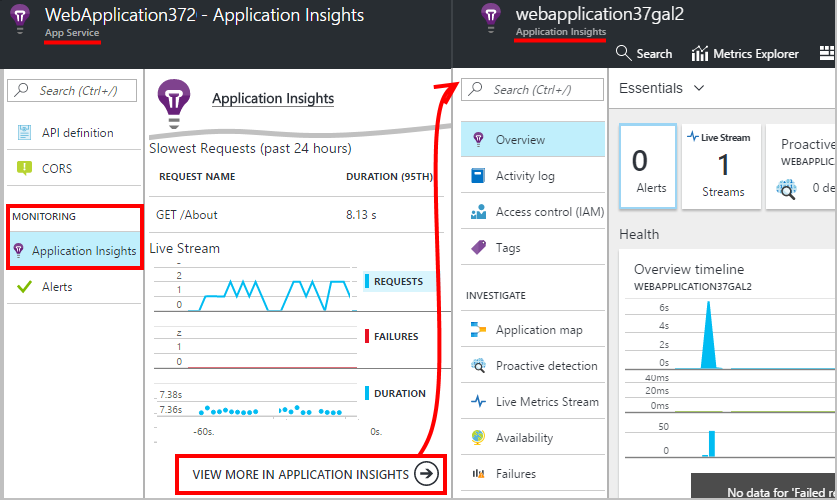 WebApplication372 - Application Insights
App Service
Search (Ctrl+/)
API definition
CORS
MONITORING
Application Insights
Alerts
Application Insights
Slowest Requests (past 24 hours)
REQUEST NAME DURATION (95TH)
GET /About 8.13 s
Live Stream
2
1
0
REQUESTS
2
1
0
FAILURES
7.38s
7.36s
DURATION
-60s. 0s.
VIEW MORE IN APPLICATION INSIGHTS
webapplication37gal2
Application Insights
Search Metrics Explorer
Search (Ctrl+/)
Overview
Activity log
Access control (IAM)
Tags
INVESTIGATE
Application map
Proactive detection
Live Metrics Stream
Availability
Failures
Essentials
0
Alerts
Live Stream
1
Streams
Proactive
WEBAPPLIC
0 de
Health
Overview timeline
WEBAPPLICATION37GAL2
6s
4s
2s
0s
40ms
20ms
0ms
50
0
No data for 'Failed r